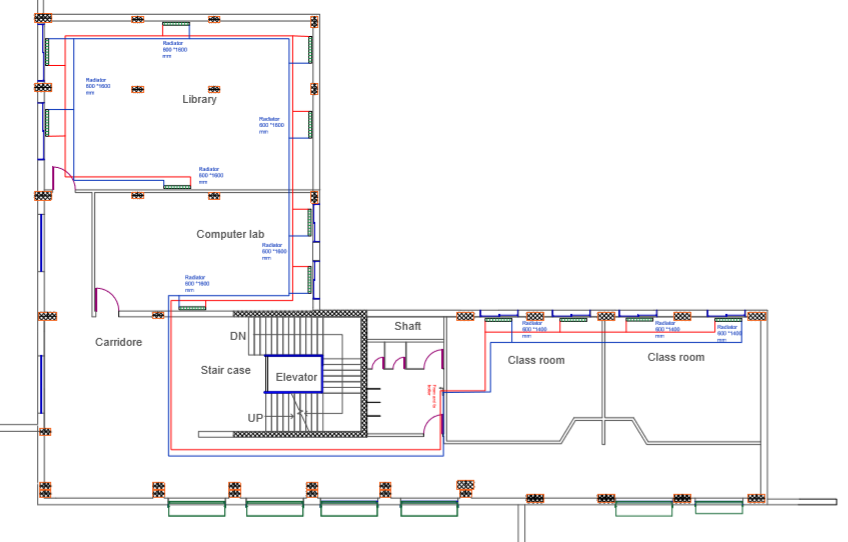 Radiator
600 *1600
mm
Radiator
600 *1600
mm
Library
Radiator
600 *1600
mm
Radiator
600 *1600
mm
Computer lab
Radiator
600 *1600
mm
Radiator
600 *1600
mm
Carridore
DN
Stair case
Elevator
UP
Shaft
Radiator
600 *1400
mm
Radiator
600 *1400
mm
Radiator
600 *1400
mm
Class room
Class room